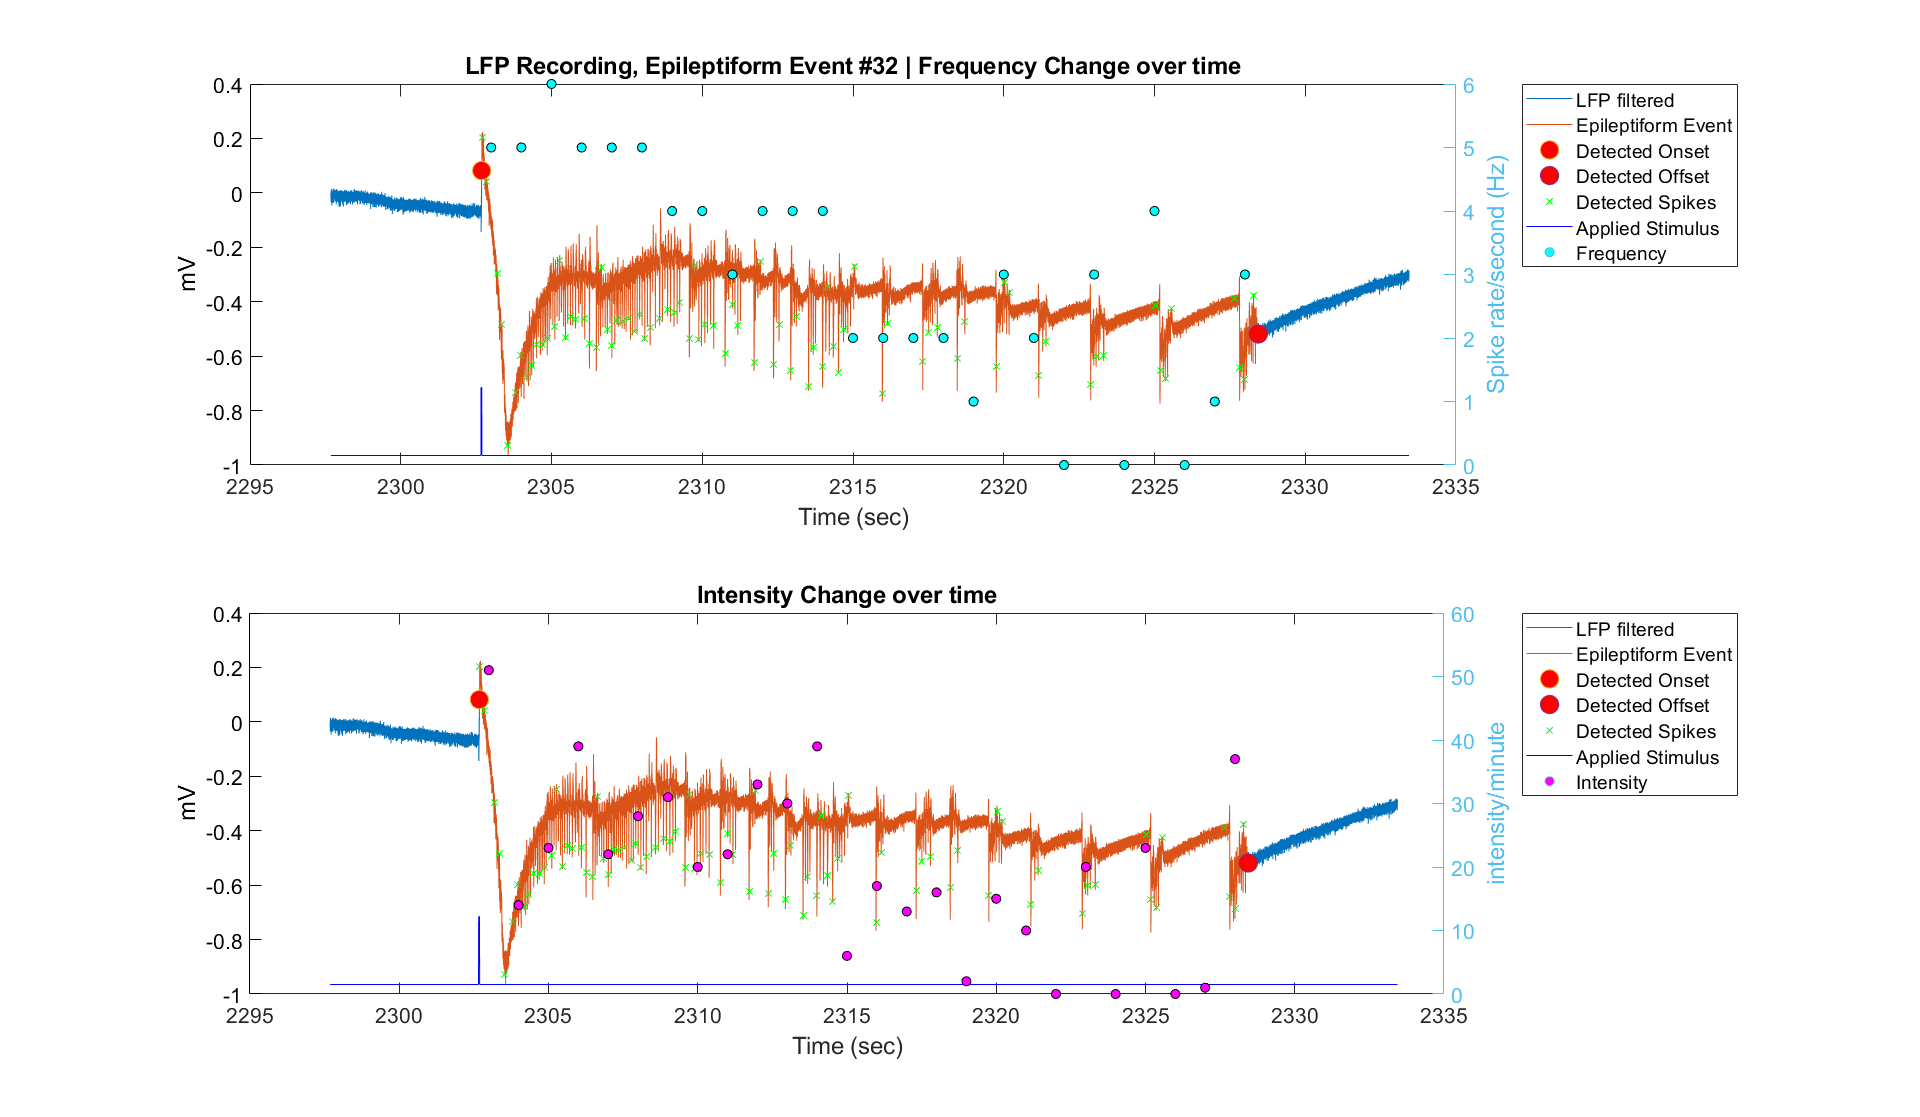 LFP Recording, Epileptiform Event #32 | Frequency Change over time
0.4
0.2
0
-0.2
-0.4
-0.6
-0.8
-1
mV
2295 2300 2305 2310 2315 2320 2325 2330 2335
Time (sec)
6
5
4
3
2
1
0
Spike rate/second (Hz)
LFP filtered
Epileptiform Event
Detected Onset
Detected Offset
Detected Spikes
Applied Stimulus
Frequency
Intensity Change over time
0.4
0.2
0
-0.2
-0.4
-0.6
-0.8
-1
mV
2295 2300 2305 2310 2315 2320 2325 2330 2335
Time (sec)
60
50
40
30
20
10
0
intensity/minute
LFP filtered
Epileptiform Event
Detected Onset
Detected Offset
Detected Spikes
Applied Stimulus
Intensity